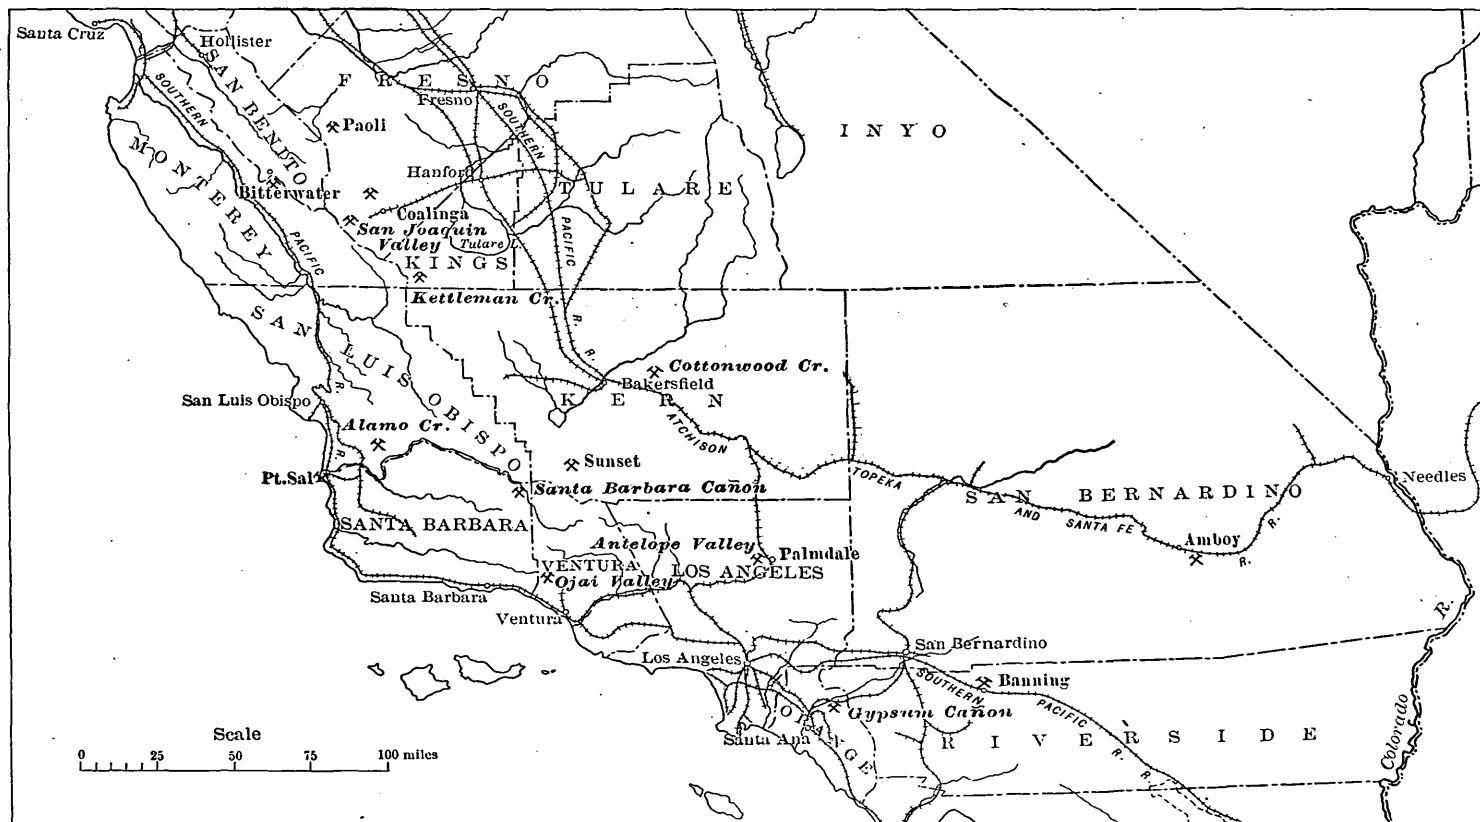 Santa Cruz
Hollister
SAN BENITO
SOUTHERN
PACIFIC
R.
R.
MONTEREY
FRESNO
Fresno
Paoli
SOUTHERN
PACIFIC
R.
R.
INYO
Hanford
TULARE
Bitterwater
Coalinga
San Joaquin
Valley
Tulare L.
KINGS
Kettleman Cr.
SAN LUIS OBISPO
Cottonwood Cr.
Bakersfield
KERN
San Luis Obispo
Alamo Cr.
ATCHISON
TOPEKA
AND SANTA FE
R.
R.
Sunset
Pt. Sal
Santa Barbara Cañon
SAN BERNARDINO
Needles
SANTA BARBARA
Antelope Valley
Palmdale
Amboy
VENTURA
LOS ANGELES
Ojai Valley
Santa Barbara
Ventura
San Bernardino
Los Angeles
Banning
SOUTHERN
PACIFIC
R.
R.
Gypsum Cañon
ORANGE
Santa Ana
RIVERSIDE
Colorado
R.
Scale
0 25 50 75 100 miles